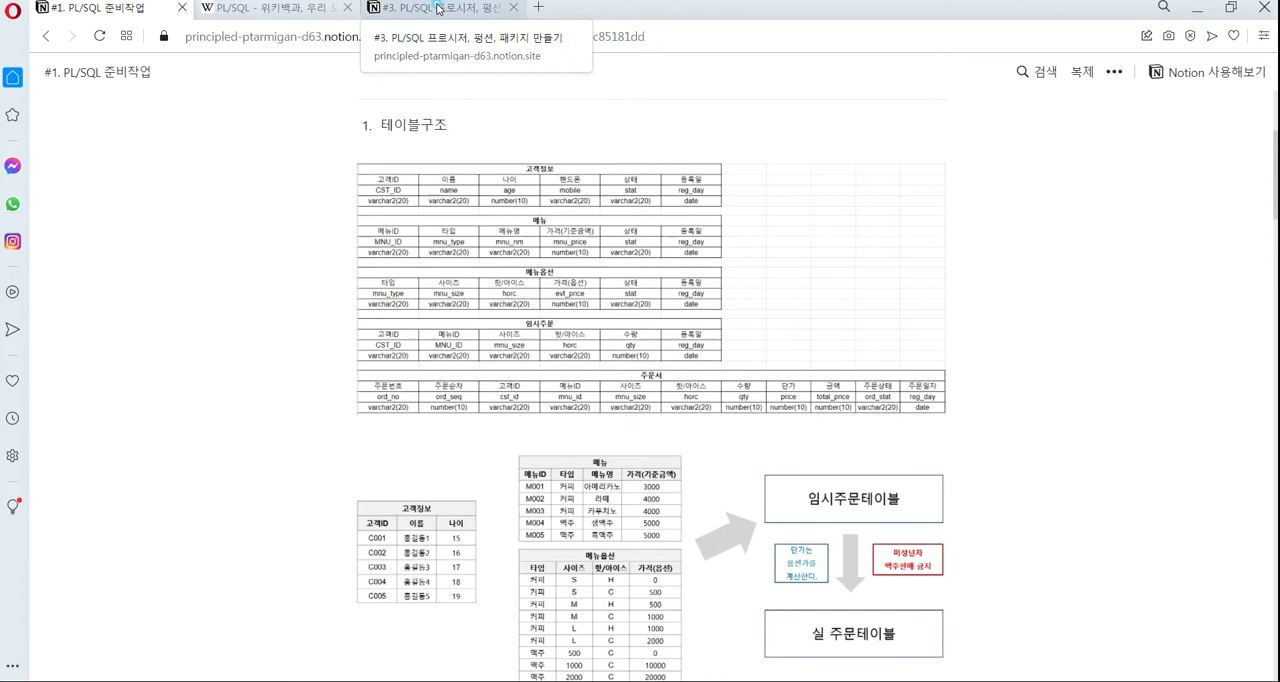 #1. PL/SQL 준비작업
PL/SQL - 위키백과, 우리 모
#3. PL/SQL 프로시저, 펑션
principled-ptarmigan-d63.notion.
c85181dd
#3. PL/SQL 프로시저, 펑션, 패키지 만들기
principled-ptarmigan-d63.notion.site
#1. PL/SQL 준비작업
검색 복제 ••• Notion 사용해보기
1. 테이블구조
고객정보
고객ID 이름 나이 핸드폰 상태 등록일
CST_ID name age mobile stat reg_day
varchar2(20) varchar2(20) number(10) varchar2(20) varchar2(20) date
메뉴
메뉴ID 타입 메뉴명 가격(기준금액) 상태 등록일
MNU_ID mnu_type mnu_nm mnu_price stat reg_day
varchar2(20) varchar2(20) varchar2(20) number(10) varchar2(20) date
메뉴옵션
타입 사이즈 핫/아이스 가격(옵션) 상태 등록일
mnu_type mnu_size horc evt_price stat reg_day
varchar2(20) varchar2(20) varchar2(20) number(10) varchar2(20) date
임시주문
고객ID 메뉴ID 사이즈 핫/아이스 수량 등록일
CST_ID MNU_ID mnu_size horc qty reg_day
varchar2(20) varchar2(20) varchar2(20) varchar2(20) number(10) date
주문서
주문번호 주문순차 고객ID 메뉴ID 사이즈 핫/아이스 수량 단가 금액 주문상태 주문일자
ord_no ord_seq cst_id mnu_id mnu_size horc qty price total_price ord_stat reg_day
varchar2(20) number(10) varchar2(20) varchar2(20) varchar2(20) varchar2(20) number(10) number(10) number(10) varchar2(20) date
고객정보
고객ID 이름 나이
C001 홍길동1 15
C002 홍길동2 16
C003 홍길동3 17
C004 홍길동4 18
C005 홍길동5 19
메뉴
메뉴ID 타입 메뉴명 가격(기준금액)
M001 커피 아메리카노 3000
M002 커피 라떼 4000
M003 커피 카푸치노 4000
M004 맥주 생맥주 5000
M005 맥주 흑맥주 5000
메뉴옵션
타입 사이즈 핫/아이스 가격(옵션)
커피 S H 0
커피 S C 500
커피 M H 500
커피 M C 1000
커피 L H 1000
커피 L C 2000
맥주 500 C 0
맥주 1000 C 10000
맥주 2000 C 20000
임시주문테이블
단가는
옵션가를
계산한다.
미성년자
맥주판매 금지
실 주문테이블